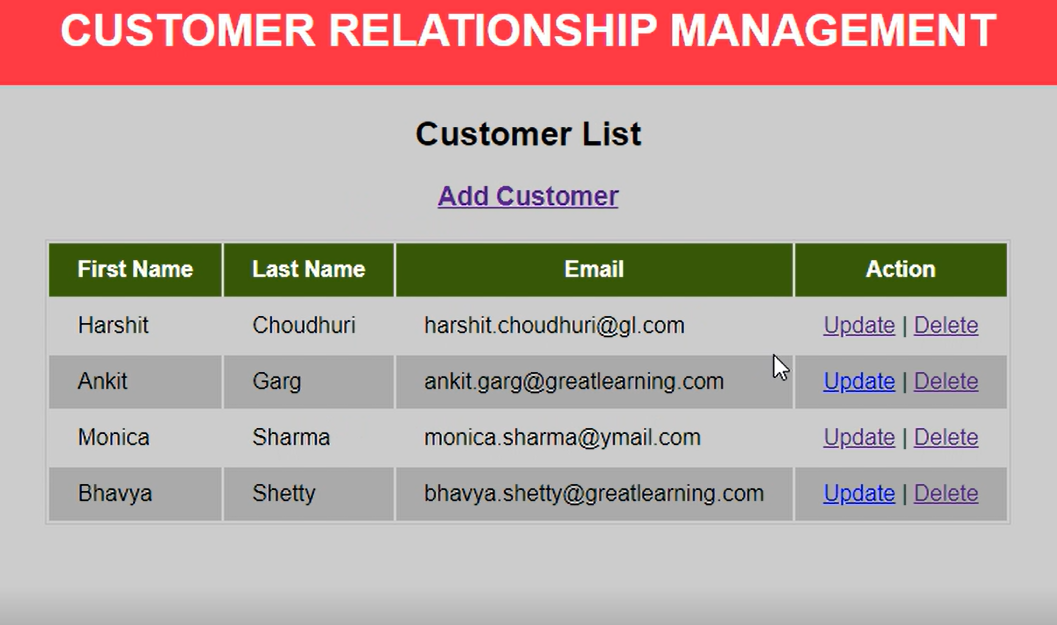 CUSTOMER RELATIONSHIP MANAGEMENT
Customer List
Add Customer
First Name Last Name Email Action
Harshit Choudhuri harshit.choudhuri@gl.com Update | Delete
Ankit Garg ankit.garg@greatlearning.com Update | Delete
Monica Sharma monica.sharma@ymail.com Update | Delete
Bhavya Shetty bhavya.shetty@greatlearning.com Update | Delete